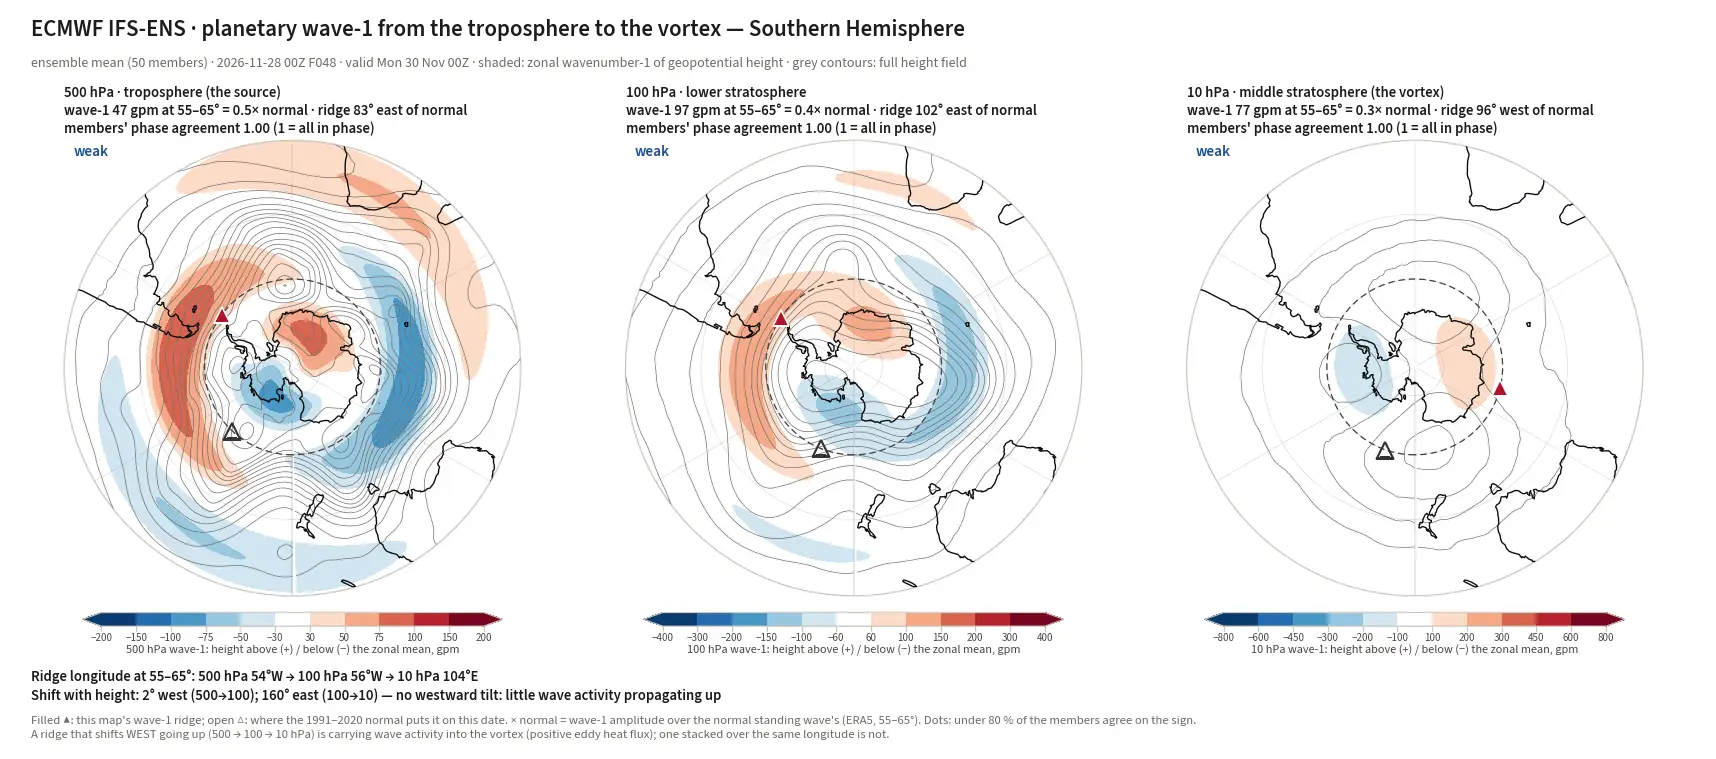 ECMWF IFS-ENS · planetary wave-1 from the troposphere to the vortex — Southern Hemisphere
ensemble mean (50 members) · 2026-11-28 00Z F048 · valid Mon 30 Nov 00Z · shaded: zonal wavenumber-1 of geopotential height · grey contours: full height field
500 hPa · troposphere (the source)
wave-1 47 gpm at 55–65° = 0.5× normal · ridge 83° east of normal
members' phase agreement 1.00 (1 = all in phase)
weak
100 hPa · lower stratosphere
wave-1 97 gpm at 55–65° = 0.4× normal · ridge 102° east of normal
members' phase agreement 1.00 (1 = all in phase)
weak
10 hPa · middle stratosphere (the vortex)
wave-1 77 gpm at 55–65° = 0.3× normal · ridge 96° west of normal
members' phase agreement 1.00 (1 = all in phase)
weak
−200 −150 −100 −75 −50 −30 30 50 75 100 150 200
500 hPa wave-1: height above (+) / below (−) the zonal mean, gpm
−400 −300 −200 −150 −100 −60 60 100 150 200 300 400
100 hPa wave-1: height above (+) / below (−) the zonal mean, gpm
−800 −600 −450 −300 −200 −100 100 200 300 450 600 800
10 hPa wave-1: height above (+) / below (−) the zonal mean, gpm
Ridge longitude at 55–65°: 500 hPa 54°W → 100 hPa 56°W → 10 hPa 104°E
Shift with height: 2° west (500→100); 160° east (100→10) — no westward tilt: little wave activity propagating up
Filled ▲: this map's wave-1 ridge; open △: where the 1991–2020 normal puts it on this date. × normal = wave-1 amplitude over the normal standing wave's (ERA5, 55–65°). Dots: under 80 % of the members agree on the sign.
A ridge that shifts WEST going up (500 → 100 → 10 hPa) is carrying wave activity into the vortex (positive eddy heat flux); one stacked over the same longitude is not.